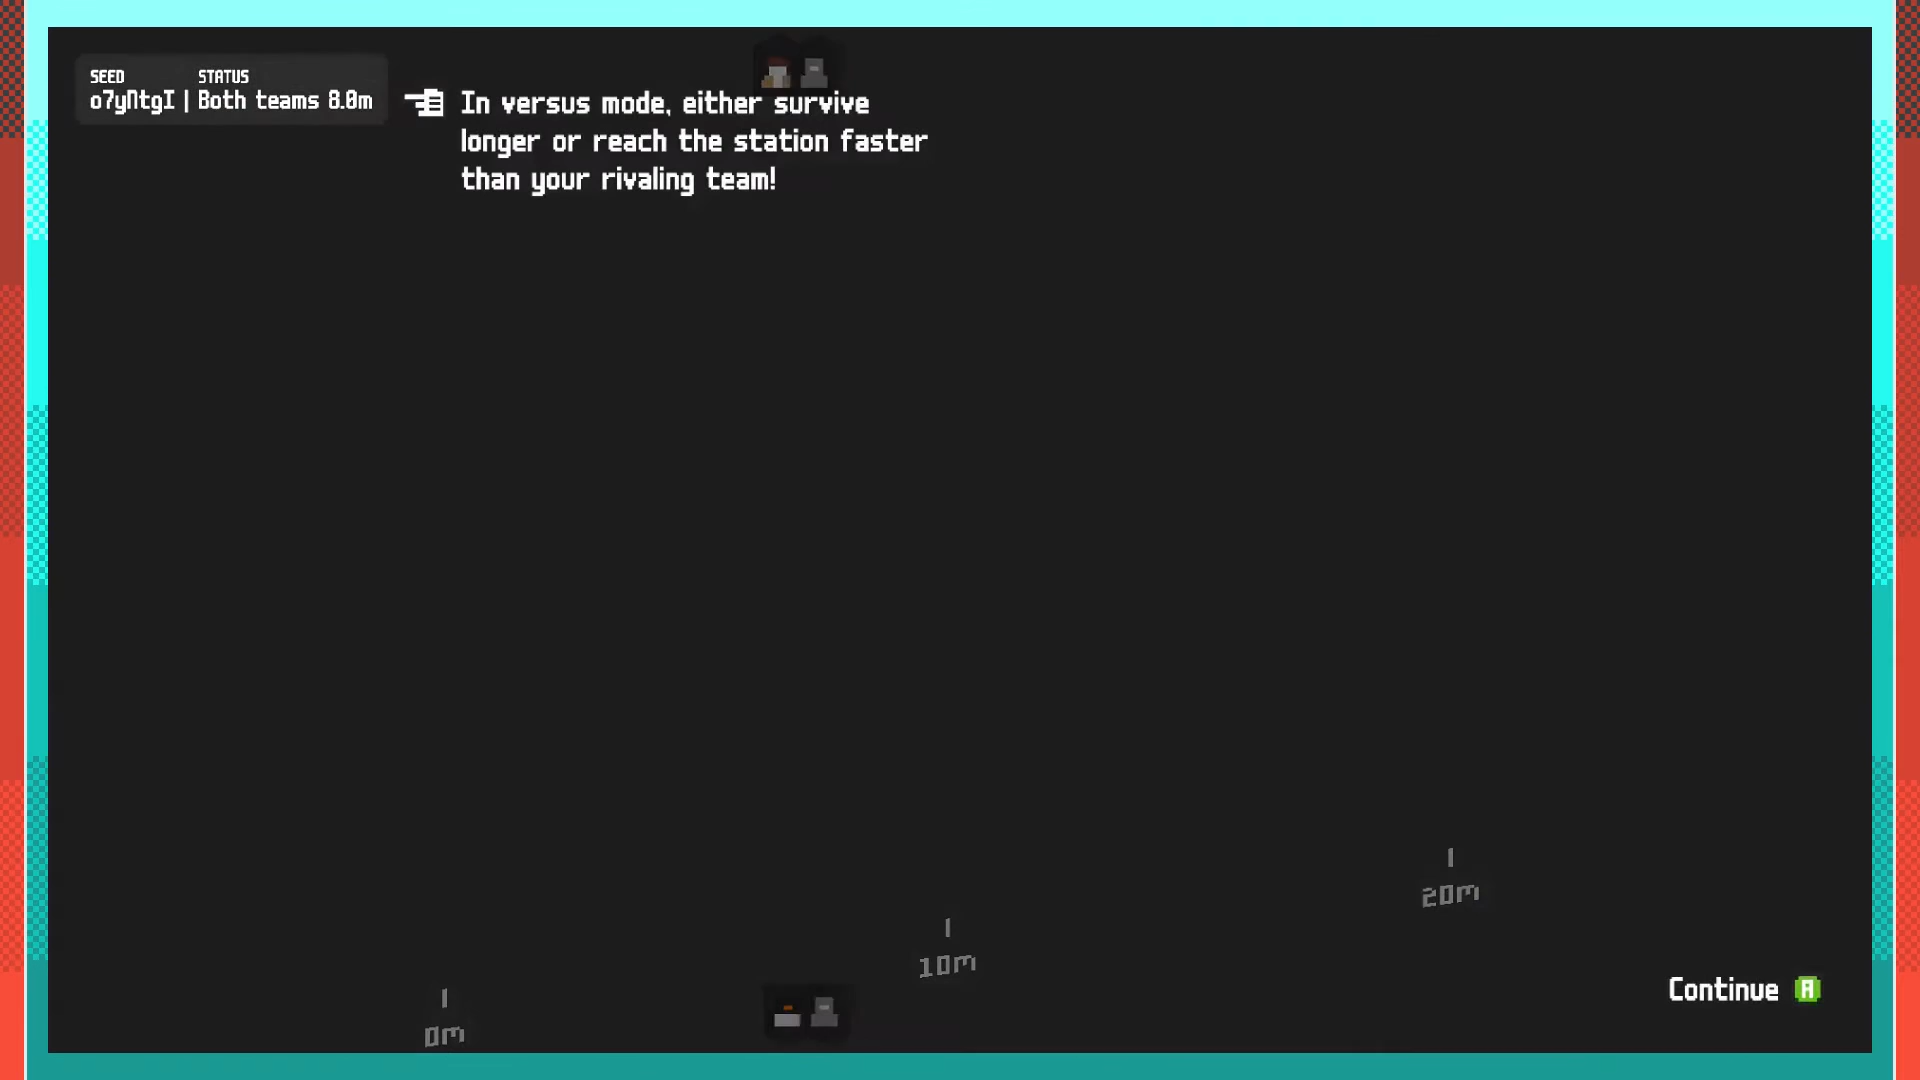 SEED STATUS
o7yNtgI | Both teams 8.0m
In versus mode, either survive
longer or reach the station faster
than your rivaling team!
20m
10m
0m
Continue A